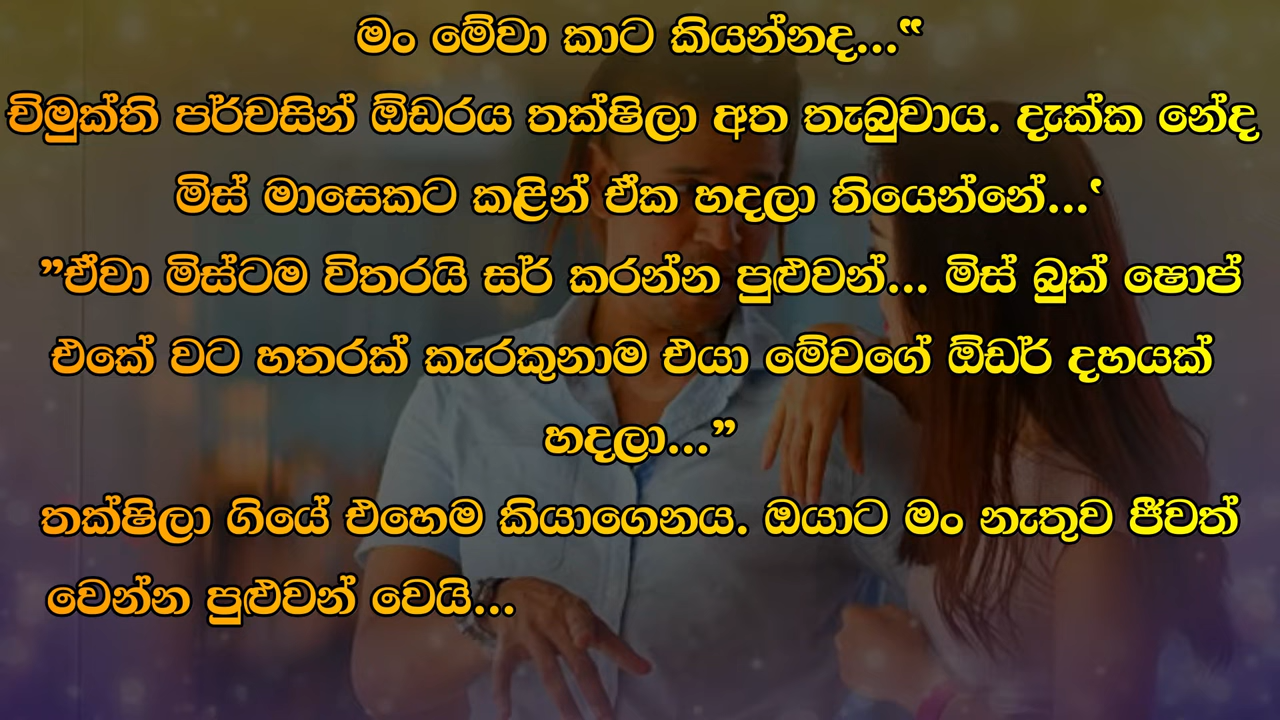 මං මේවා කාට කියන්නද...“
විමුක්ති පර්චසින් ඕඩරය තක්ෂිලා අත තැබුවාය. දැක්ක නේද
මිස් මාසෙකට කළින් ඒක හදලා තියෙන්නේ...‛
”ඒවා මිස්ටම විතරයි සර් කරන්න පුළුවන්... මිස් බුක් ෂොප්
එකේ වට හතරක් කැරකුනාම එයා මේවගේ ඕඩර් දහයක්
හදලා...”
තක්ෂිලා ගියේ එහෙම කියාගෙනය. ඔයාට මං නැතුව ජීවත්
වෙන්න පුළුවන් වෙයි...